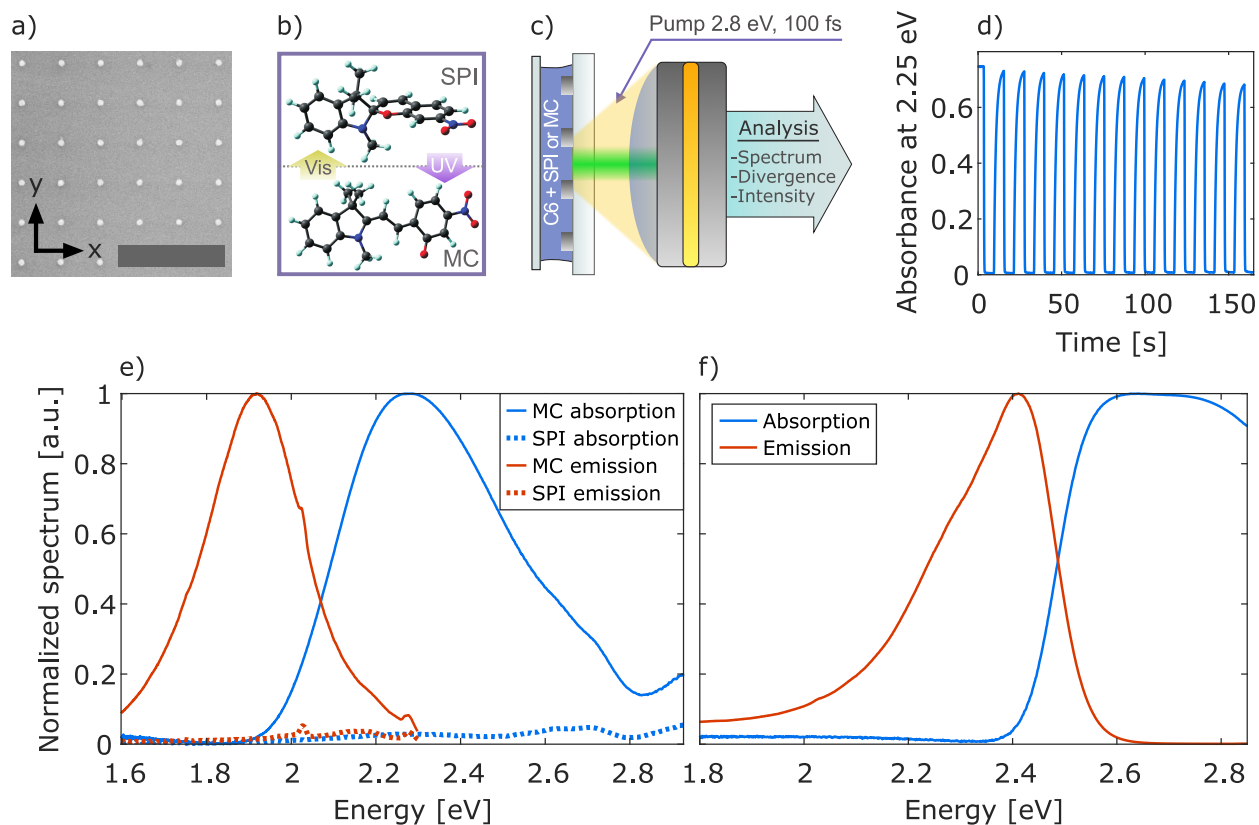 a)
b)
c)
d)
y
x
SPI
Vis
UV
MC
Pump 2.8 eV, 100 fs
C6 + SPI or MC
Analysis
-Spectrum
-Divergence
-Intensity
Absorbance at 2.25 eV
0.6
0.4
0.2
0
0 50 100 150
Time [s]
e)
f)
Normalized spectrum [a.u.]
1
0.8
0.6
0.4
0.2
0
MC absorption
SPI absorption
MC emission
SPI emission
1.6 1.8 2 2.2 2.4 2.6 2.8
Energy [eV]
Absorption
Emission
1.8 2 2.2 2.4 2.6 2.8
Energy [eV]